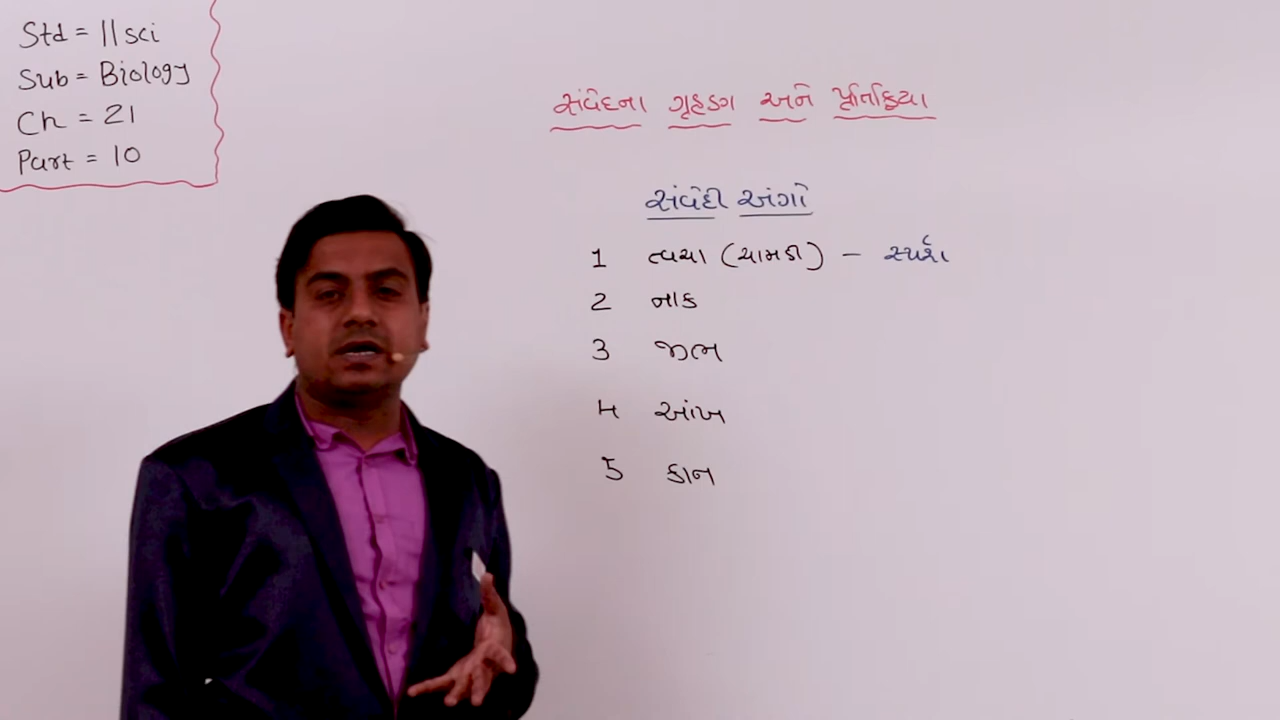 Std = 11 sci
Sub = Biology
Ch = 21
Part = 10
સંવેદના ગ્રહણ અને પ્રતિક્રિયા
સંવેદી અંગો
1 ત્વચા (ચામડી) – સ્પર્શ
2 નાક
3 જીભ
4 આંખ
5 કાન